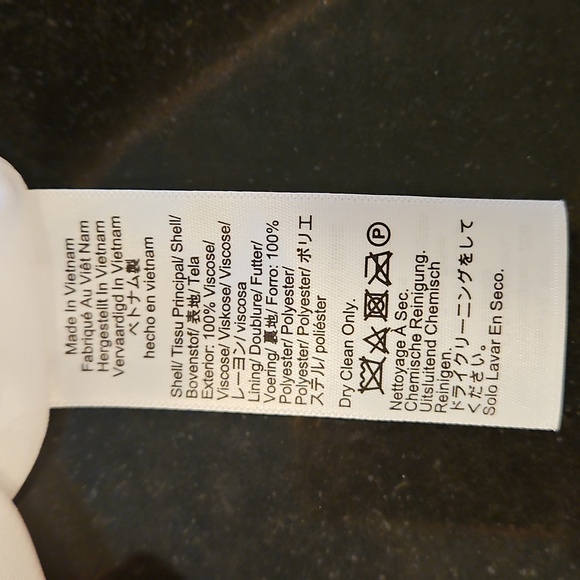 Made In Vietnam
Fabriqué Au Viêt Nam
Hergestellt In Vietnam
Vervaardigd In Vietnam
ベトナム製
hecho en vietnam
Shell/ Tissu Principal/ Shell/
Bovenstof/ 表地/ Tela
Exterior: 100% Viscose/
Viscose/ Viskose/ Viscose/
レーヨン/ viscosa
Lining/ Doublure/ Futter/
Voering/ 裏地/ Forro: 100%
Polyester/ Polyester/
Polyester/ Polyester/ ポリエ
ステル/ poliéster
Dry Clean Only.
P
Nettoyage À Sec.
Chemische Reinigung.
Uitsluitend Chemisch
Reinigen.
ドライクリーニングをして
ください。
Solo Lavar En Seco.